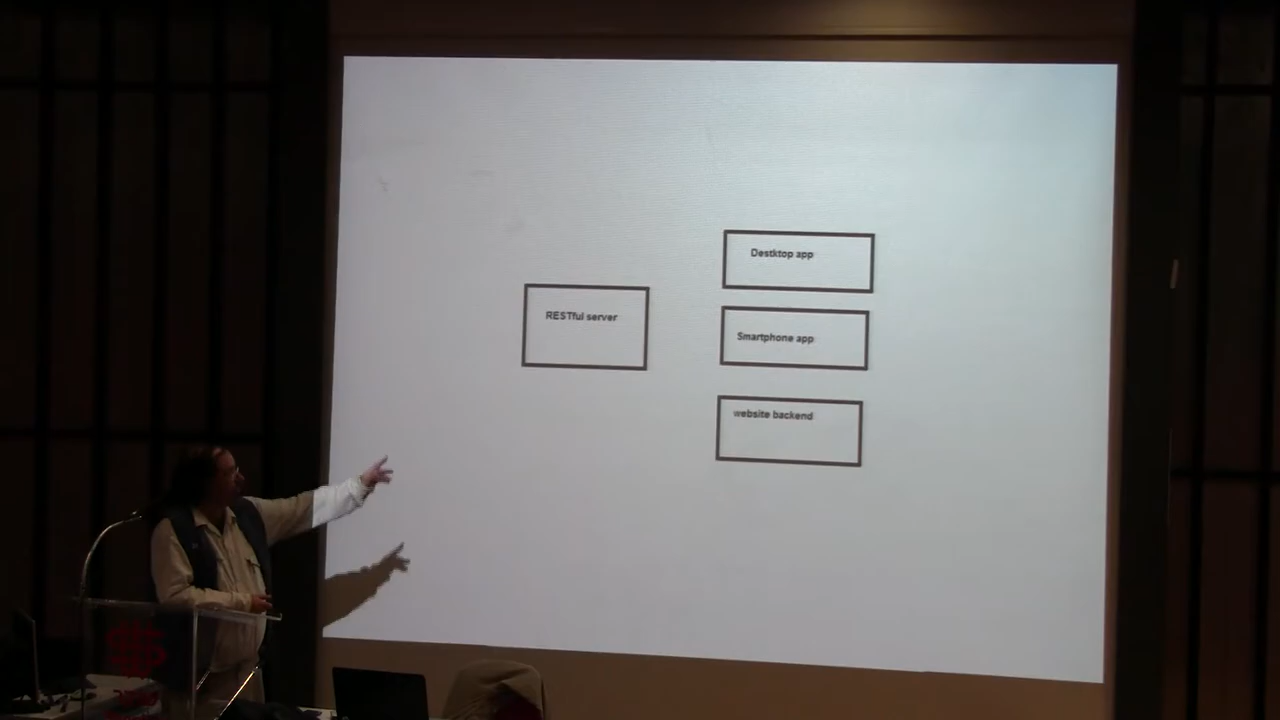 Destktop app
RESTful server
Smartphone app
website backend